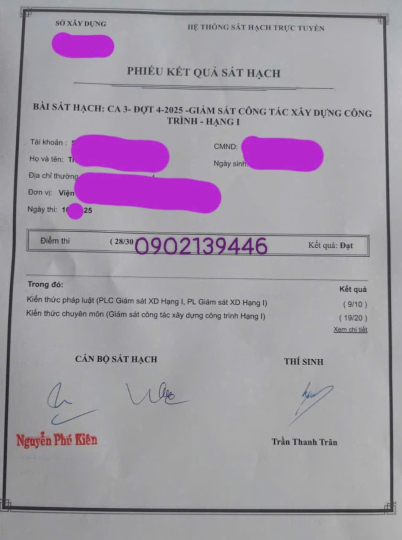 SỞ XÂY DỰNG
HỆ THỐNG SÁT HẠCH TRỰC TUYẾN
PHIẾU KẾT QUẢ SÁT HẠCH
BÀI SÁT HẠCH: CA 3- ĐỢT 4-2025 -GIÁM SÁT CÔNG TÁC XÂY DỰNG CÔNG
TRÌNH - HẠNG I
Tài khoản :
CMND:
Họ và tên:
Ngày sinh
Địa chỉ thường
Đơn vị: Viện
Ngày thi: 25
Điểm thi ( 28/30 0902139446 Kết quả: Đạt
Trong đó: Kết quả
Kiến thức pháp luật (PLC Giám sát XD Hạng I, PL Giám sát XD Hạng I) ( 9/10 )
Kiến thức chuyên môn (Giám sát công tác xây dựng công trình Hạng I) ( 19/20 )
Xem chi tiết
CÁN BỘ SÁT HẠCH
THÍ SINH
Nguyễn Phú Kiên
Trần Thanh Trân